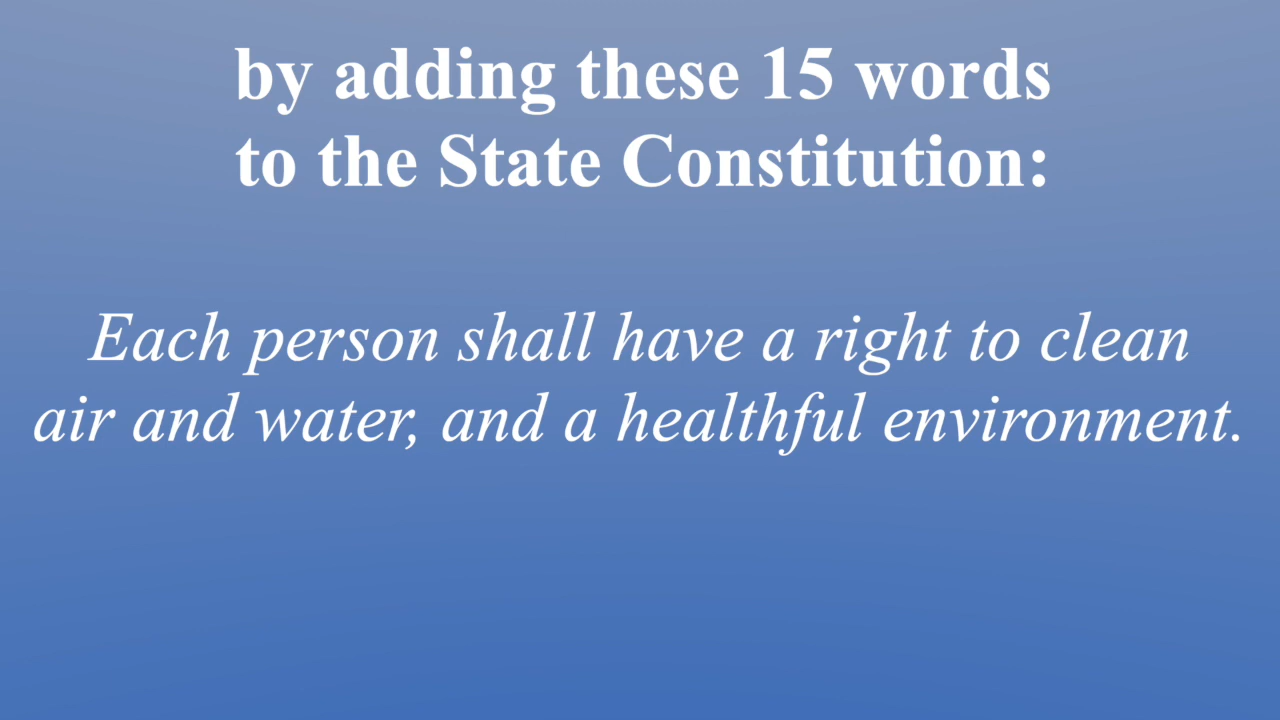 by adding these 15 words
to the State Constitution:
Each person shall have a right to clean
air and water, and a healthful environment.